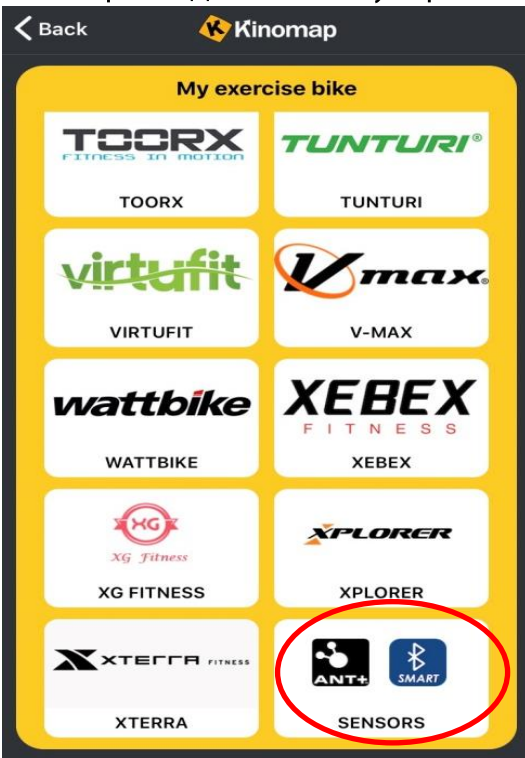 Back
Kinomap
My exercise bike
TOORX
FITNESS IN MOTION
TUNTURI®
TOORX
TUNTURI
virtufit
Vmax.
VIRTUFIT
V-MAX
wattbike
XEBEX
FITNESS
WATTBIKE
XEBEX
XG
XG Fitness
XPLORER
XG FITNESS
XPLORER
XTERRA FITNESS
ANT+
SMART
XTERRA
SENSORS